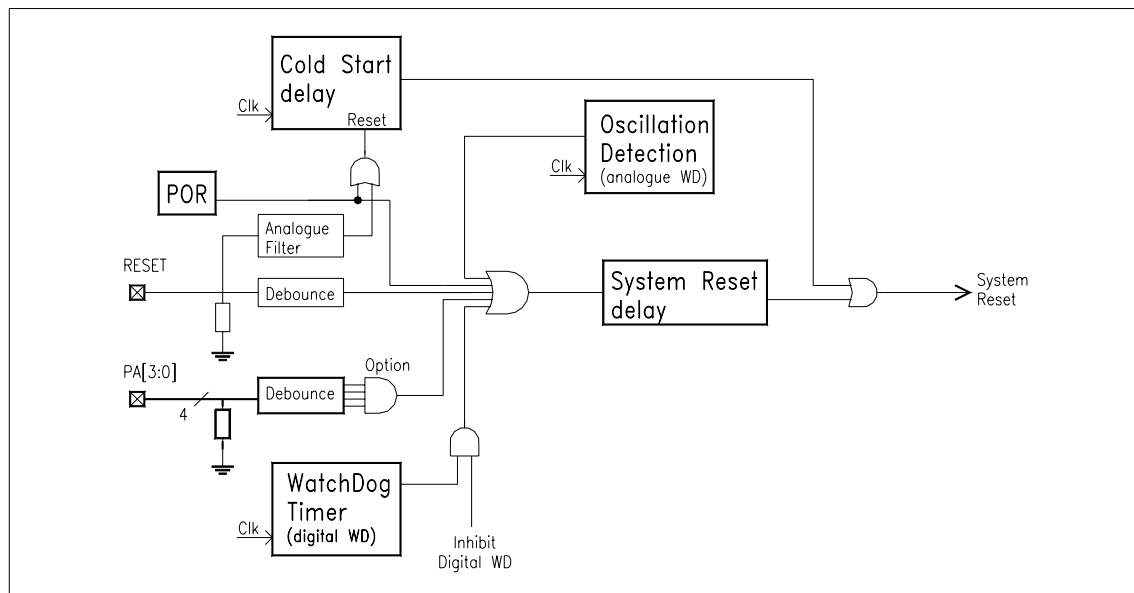 Cold Start
delay
Clk
Reset
Oscillation
Detection
Clk
(analogue WD)
POR
Analogue
Filter
RESET
Debounce
System Reset
delay
System
Reset
PA[3:0]
Option
Debounce
4
WatchDog
Timer
Clk
(digital WD)
Inhibit
Digital WD